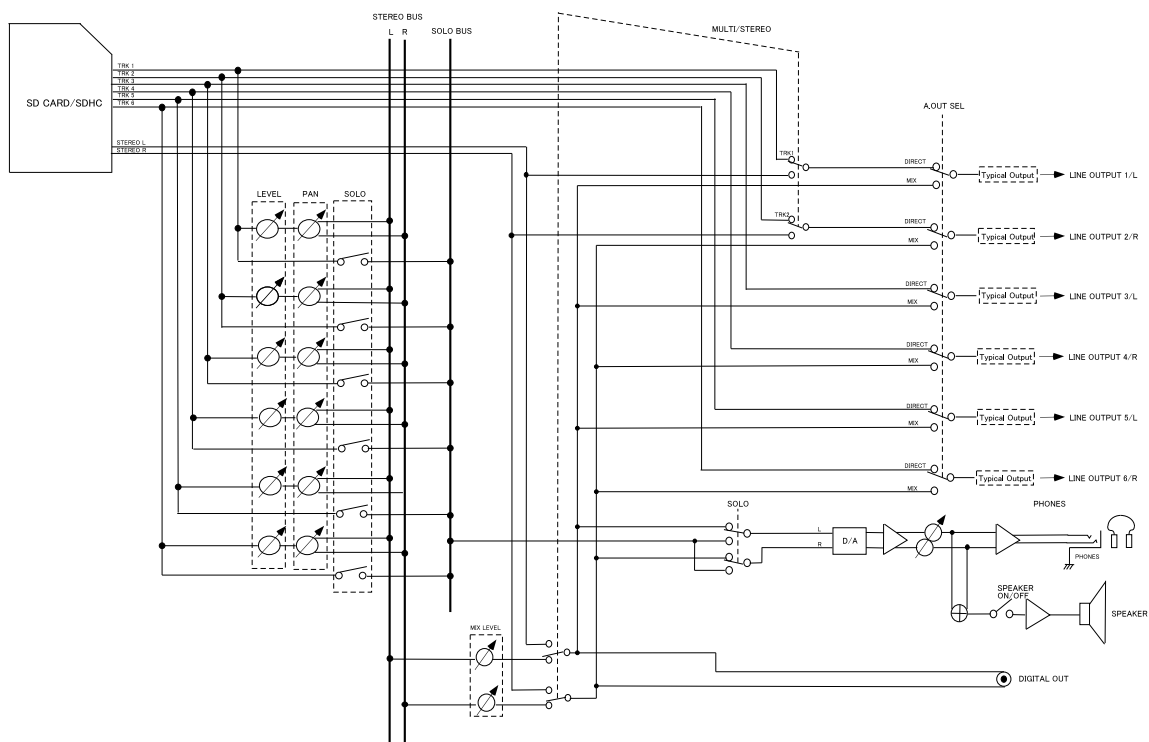 STEREO BUS
L R
SOLO BUS
MULTI/STEREO
SD CARD/SDHC
TRK 1
TRK 2
TRK 3
TRK 4
TRK 5
TRK 6
STEREO L
STEREO R
A.OUT SEL
LEVEL
PAN
SOLO
TRK1
DIRECT
MIX
Typical Output
LINE OUTPUT 1/L
TRK2
DIRECT
MIX
Typical Output
LINE OUTPUT 2/R
DIRECT
MIX
Typical Output
LINE OUTPUT 3/L
DIRECT
MIX
Typical Output
LINE OUTPUT 4/R
DIRECT
MIX
Typical Output
LINE OUTPUT 5/L
DIRECT
MIX
Typical Output
LINE OUTPUT 6/R
SOLO
L
R
D/A
PHONES
PHONES
SPEAKER
ON/OFF
SPEAKER
MIX LEVEL
DIGITAL OUT